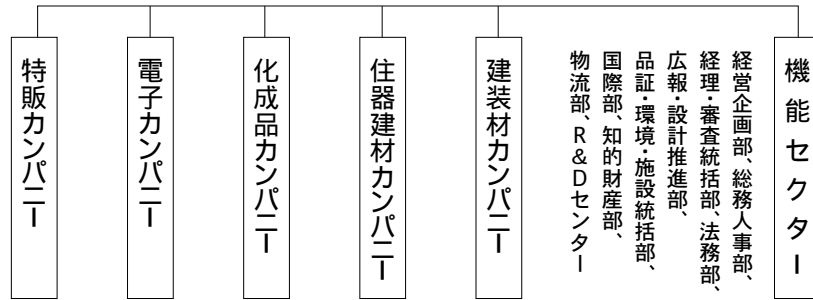 機能セクター
経営企画部、総務人事部、
経理・審査統括部、法務部、
広報・設計推進部、
品証・環境・施設統括部、
国際部、知的財産部、
物流部、R&Dセンター
建装材カンパニー
住器建材カンパニー
化成品カンパニー
電子カンパニー
特販カンパニー